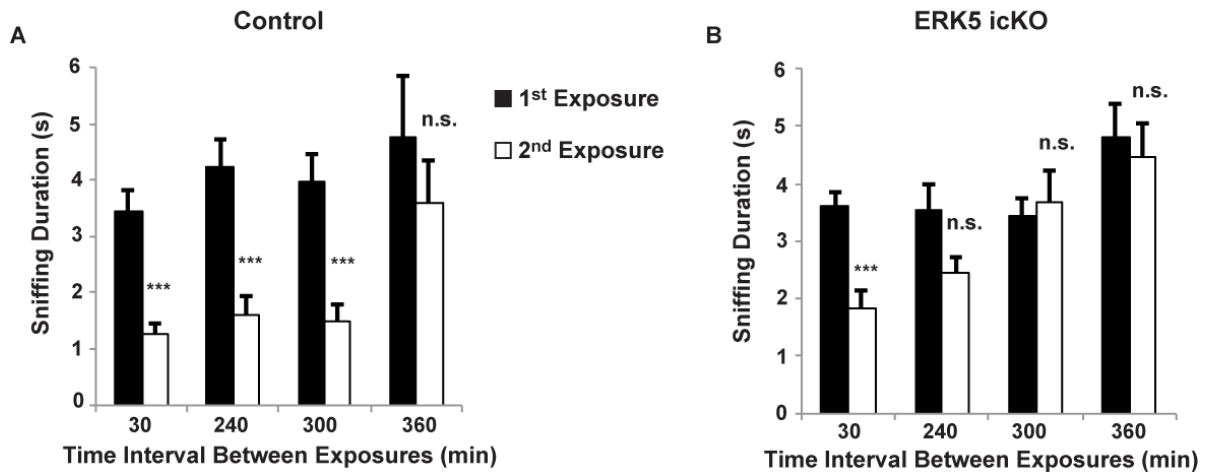 Control
A
Sniffing Duration (s)
6
5
4
3
2
1
0
***
***
***
n.s.
30 240 300 360
Time Interval Between Exposures (min)
1st Exposure
2nd Exposure
ERK5 icKO
B
Sniffing Duration (s)
6
5
4
3
2
1
0
***
n.s.
n.s.
n.s.
30 240 300 360
Time Interval Between Exposures (min)